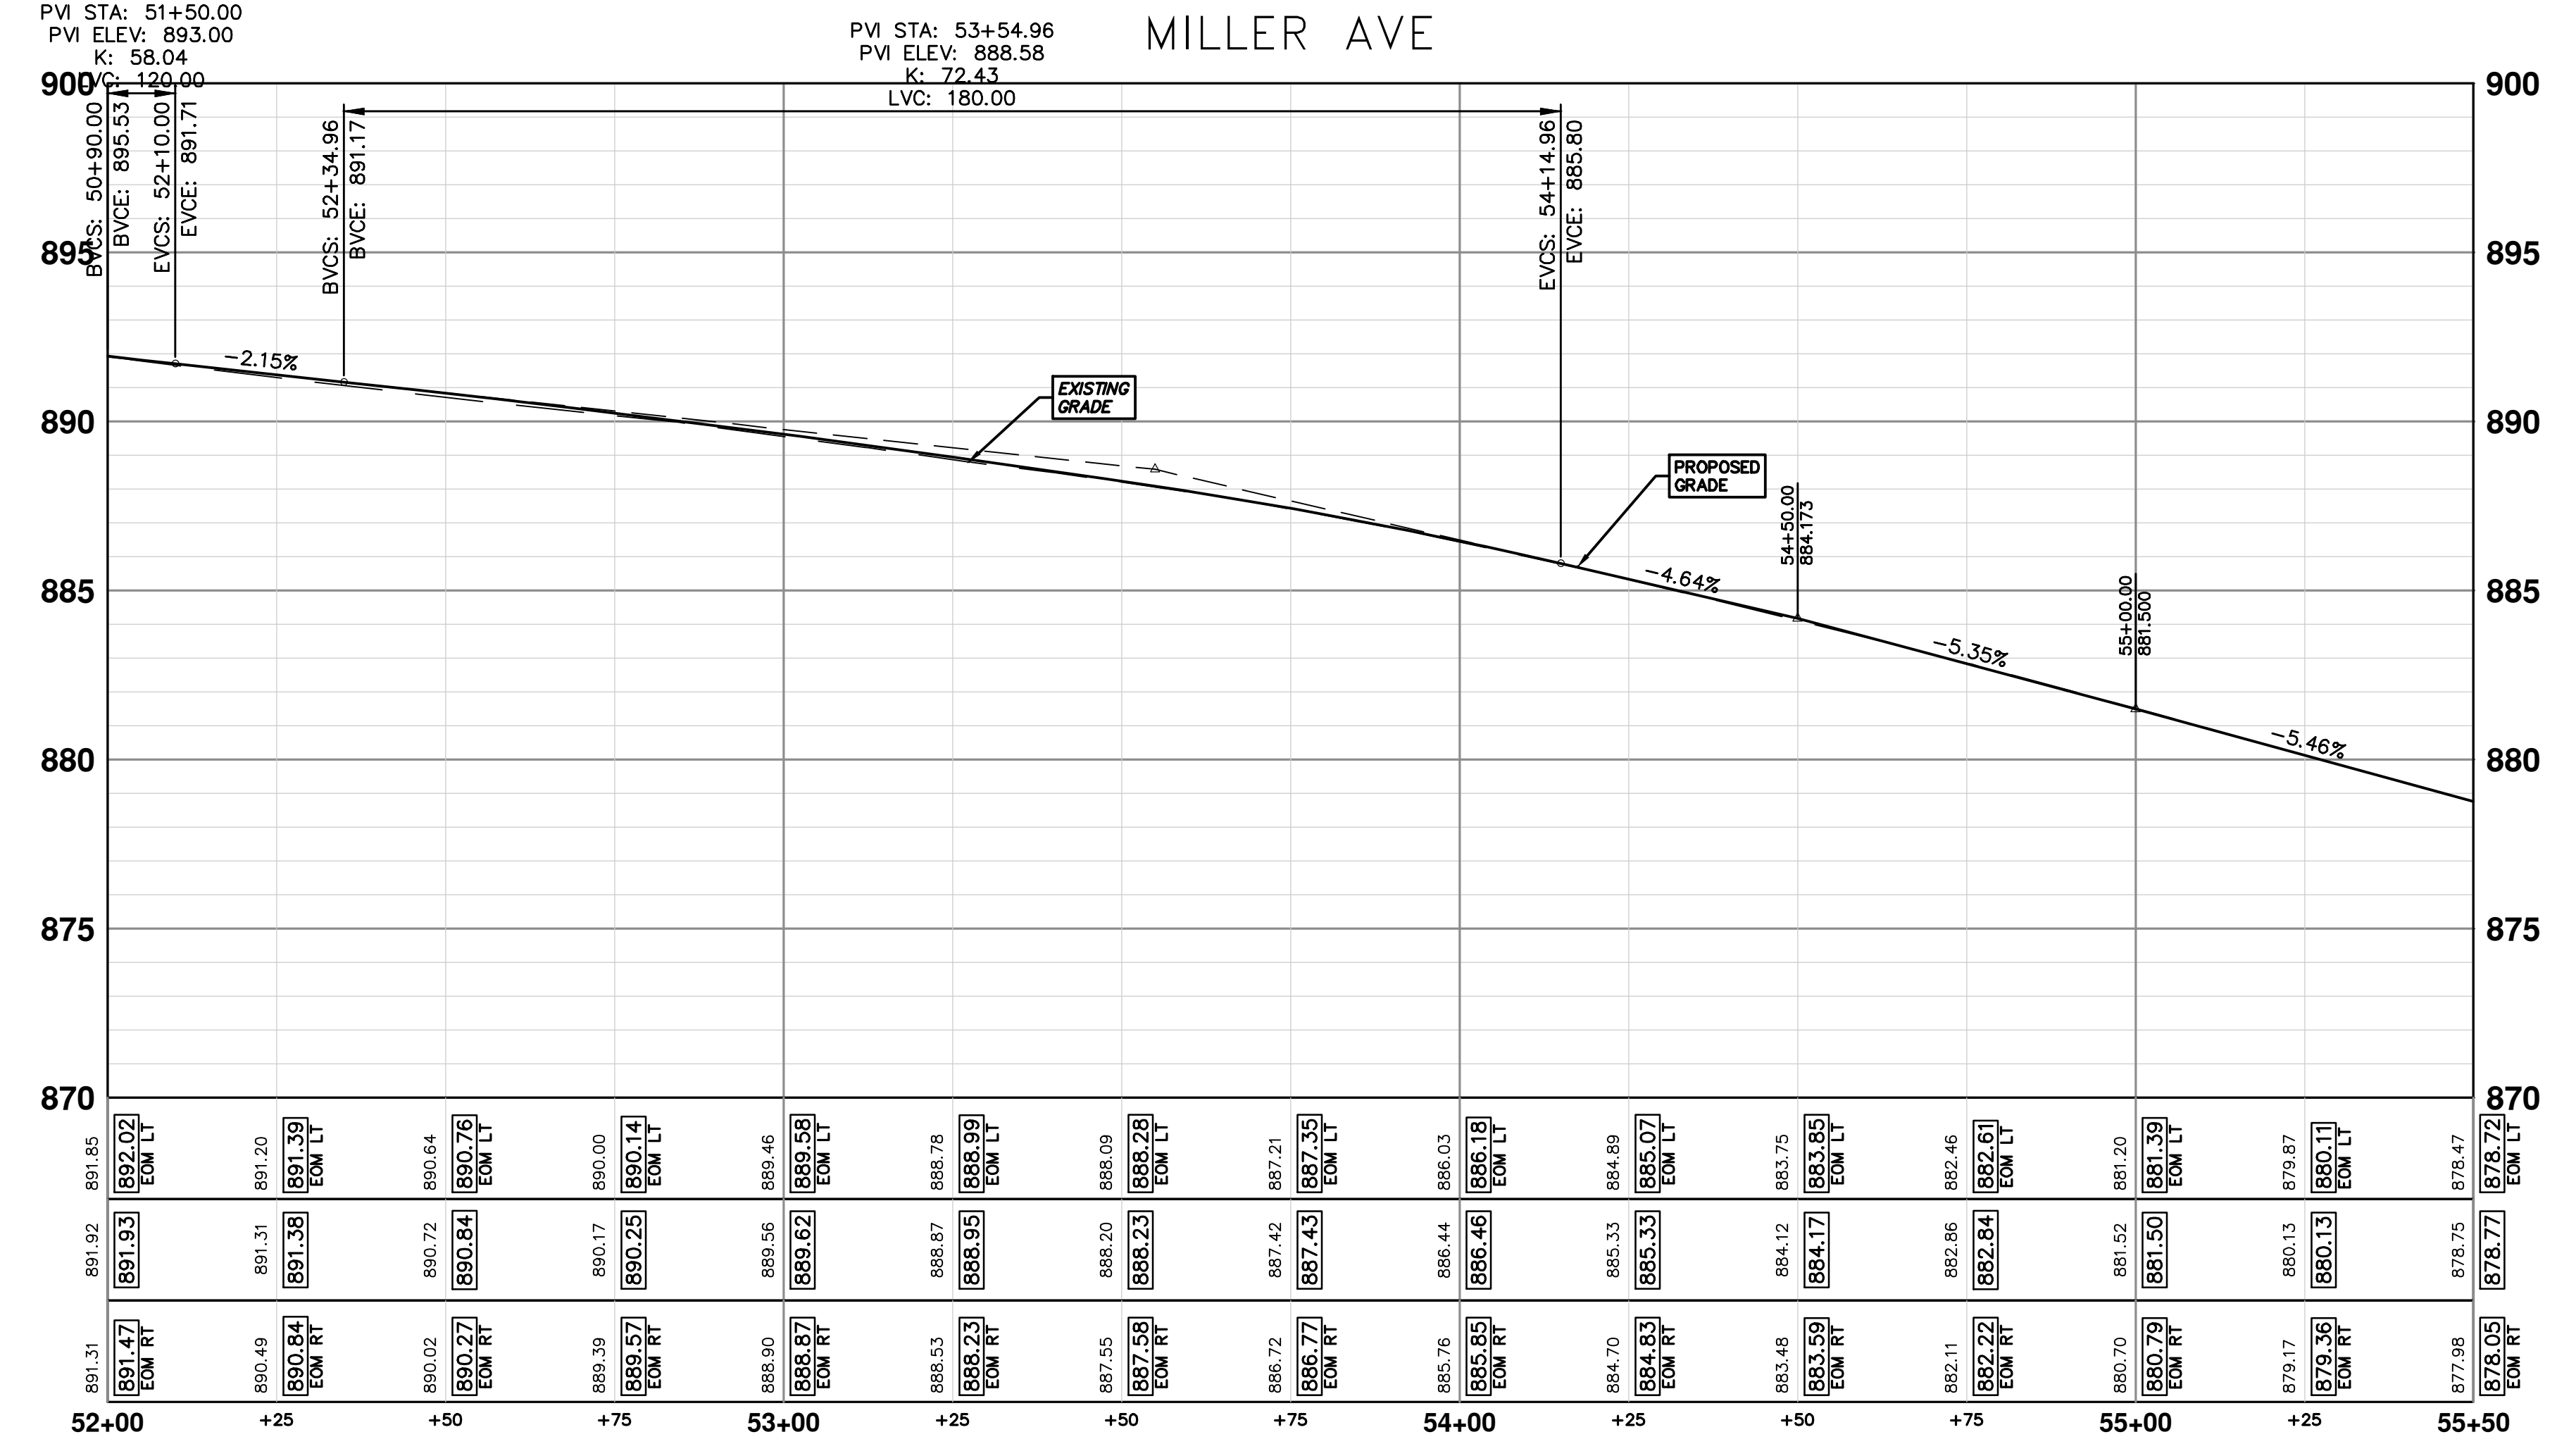 MILLER AVE
PVI STA: 51+50.00
PVI ELEV: 893.00
K: 58.04
LVC: 120.00
PVI STA: 53+54.96
PVI ELEV: 888.58
K: 72.43
LVC: 180.00
BVCS: 50+90.00
BVCE: 895.53
EVCS: 52+10.00
EVCE: 891.71
BVCS: 52+34.96
BVCE: 891.17
EVCS: 54+14.96
EVCE: 885.80
900 900
895 895
890 890
885 885
880 880
875 875
870 870
-2.15%
EXISTING
GRADE
PROPOSED
GRADE
-4.64%
54+50.00
884.173
-5.35%
55+00.00
881.500
-5.46%
891.85 892.02 EOM LT 891.20 891.39 EOM LT 890.64 890.76 EOM LT 890.00 890.14 EOM LT 889.46 889.58 EOM LT 888.78 888.99 EOM LT 888.09 888.28 EOM LT 887.21 887.35 EOM LT 886.03 886.18 EOM LT 884.89 885.07 EOM LT 883.75 883.85 EOM LT 882.46 882.61 EOM LT 881.20 881.39 EOM LT 879.87 880.11 EOM LT 878.47 878.72 EOM LT
891.92 891.93 891.31 891.38 890.72 890.84 890.17 890.25 889.56 889.62 888.87 888.95 888.20 888.23 887.42 887.43 886.44 886.46 885.33 885.33 884.12 884.17 882.86 882.84 881.52 881.50 880.13 880.13 878.75 878.77
891.31 891.47 EOM RT 890.49 890.84 EOM RT 890.02 890.27 EOM RT 889.39 889.57 EOM RT 888.90 888.87 EOM RT 888.53 888.23 EOM RT 887.55 887.58 EOM RT 886.72 886.77 EOM RT 885.76 885.85 EOM RT 884.70 884.83 EOM RT 883.48 883.59 EOM RT 882.11 882.22 EOM RT 880.70 880.79 EOM RT 879.17 879.36 EOM RT 877.98 878.05 EOM RT
52+00 +25 +50 +75 53+00 +25 +50 +75 54+00 +25 +50 +75 55+00 +25 55+50